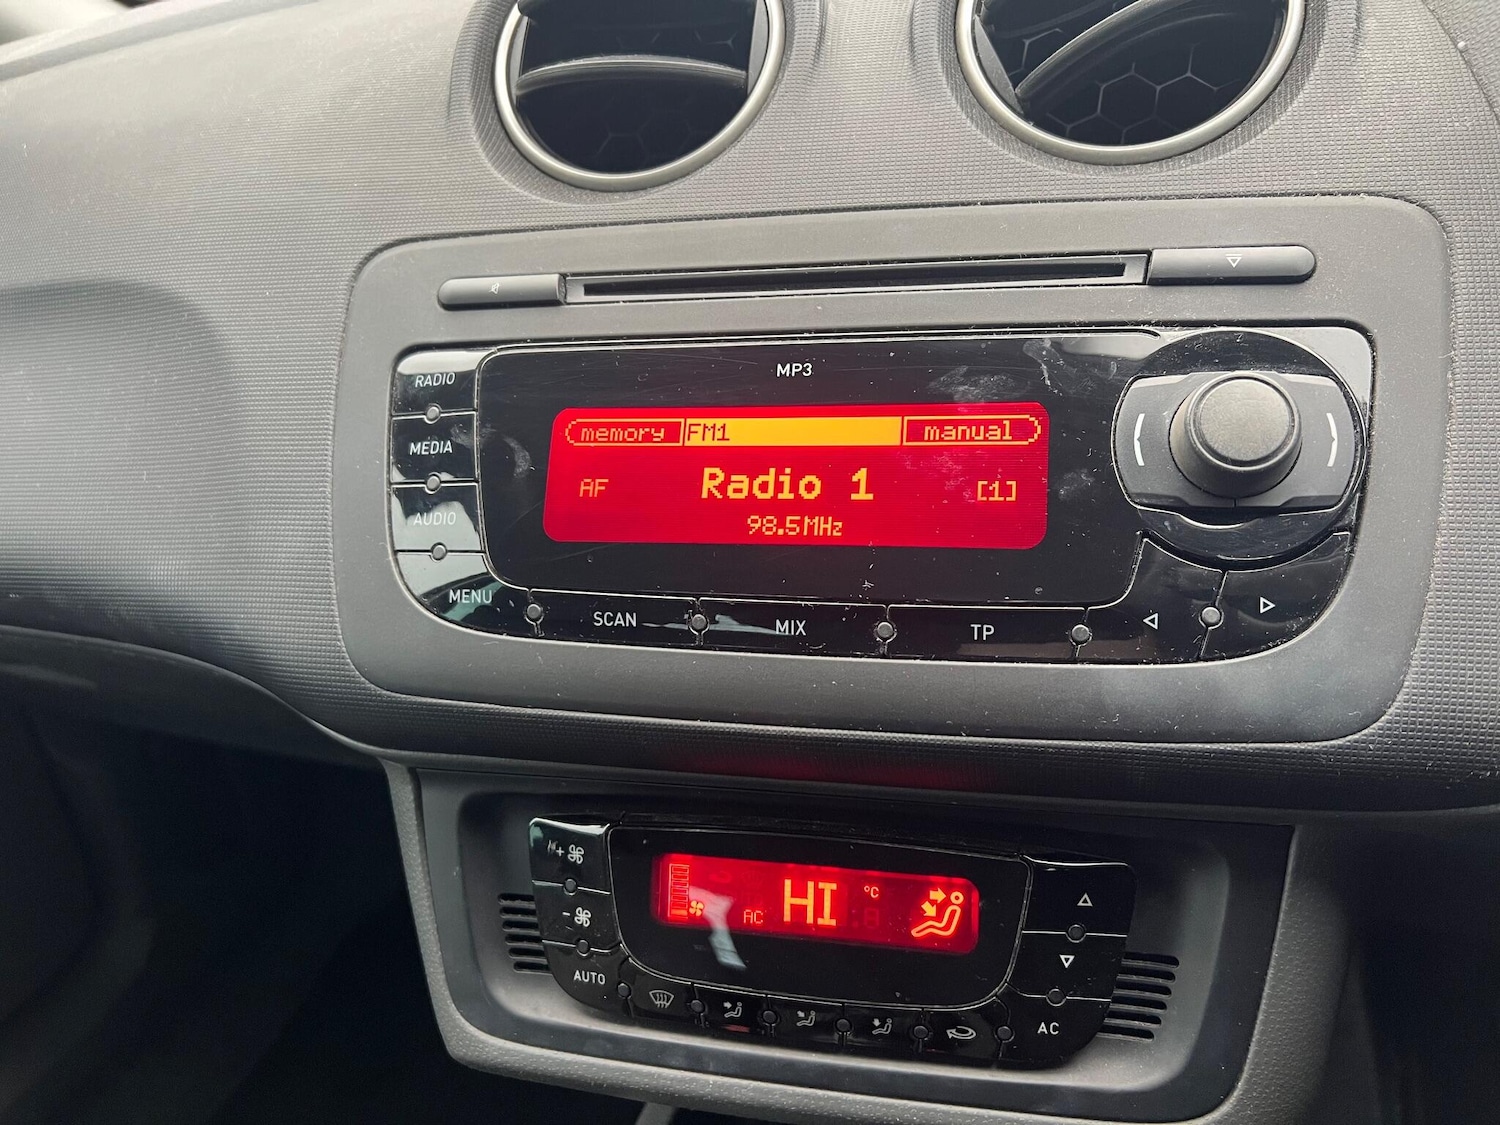 MP3
RADIO
MEDIA
AUDIO
MENU
memory FM1 manual
AF Radio 1 [1]
98.5MHz
SCAN MIX TP
+
-
AUTO
AC HI °C
AC